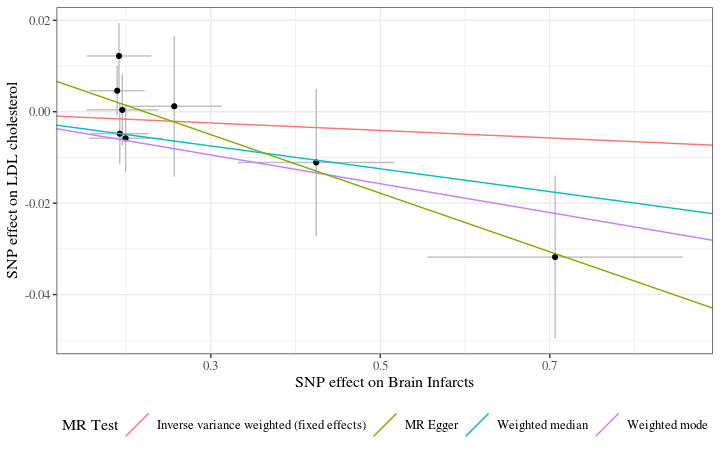 SNP effect on LDL cholesterol
0.02
0.00
-0.02
-0.04
0.3 0.5 0.7
SNP effect on Brain Infarcts
MR Test Inverse variance weighted (fixed effects) MR Egger Weighted median Weighted mode